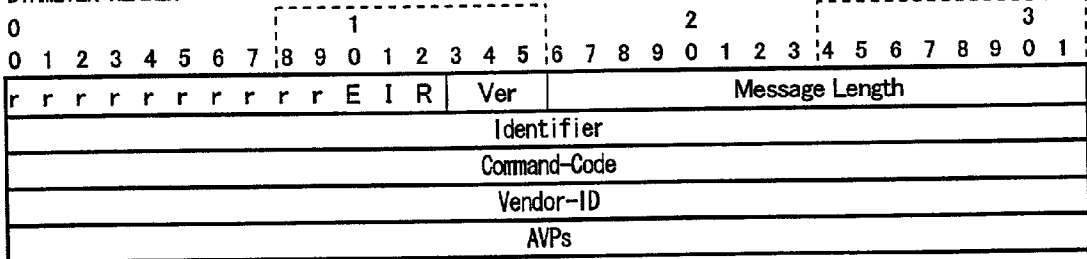 0 1 2 3
0 1 2 3 4 5 6 7 8 9 0 1 2 3 4 5 6 7 8 9 0 1 2 3 4 5 6 7 8 9 0 1
r r r r r r r r r r E I R Ver Message Length
Identifier
Command-Code
Vendor-ID
AVPs